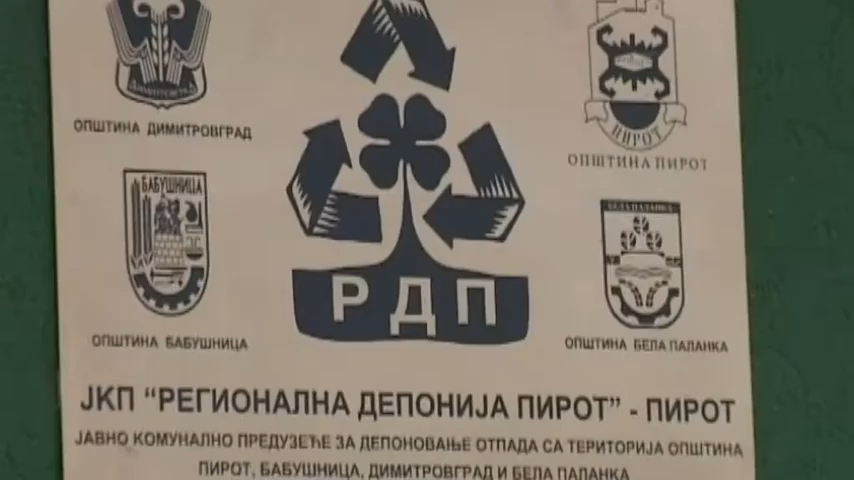 ОПШТИНА ДИМИТРОВГРАД
ПИРОТ
ОПШТИНА ПИРОТ
БАБУШНИЦА
БЕЛА ПАЛАНКА
РДП
ОПШТИНА БАБУШНИЦА
ОПШТИНА БЕЛА ПАЛАНКА
ЈКП “РЕГИОНАЛНА ДЕПОНИЈА ПИРОТ” - ПИРОТ
ЈАВНО КОМУНАЛНО ПРЕДУЗЕЋЕ ЗА ДЕПОНОВАЊЕ ОТПАДА СА ТЕРИТОРИЈА ОПШТИНА
ПИРОТ, БАБУШНИЦА, ДИМИТРОВГРАД И БЕЛА ПАЛАНКА